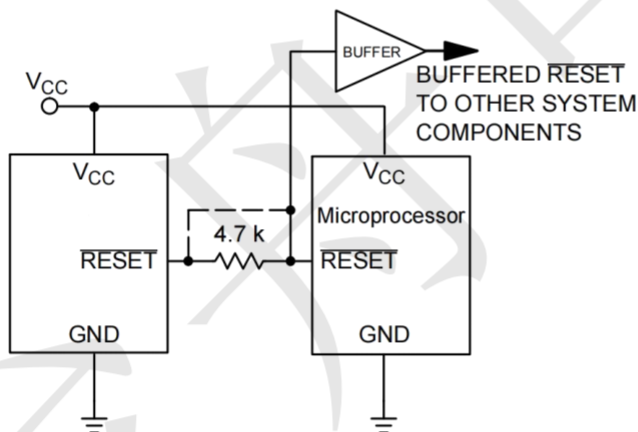 BUFFER
BUFFERED RESET
TO OTHER SYSTEM
COMPONENTS
VCC
VCC
RESET
GND
4.7 k
VCC
Microprocessor
RESET
GND